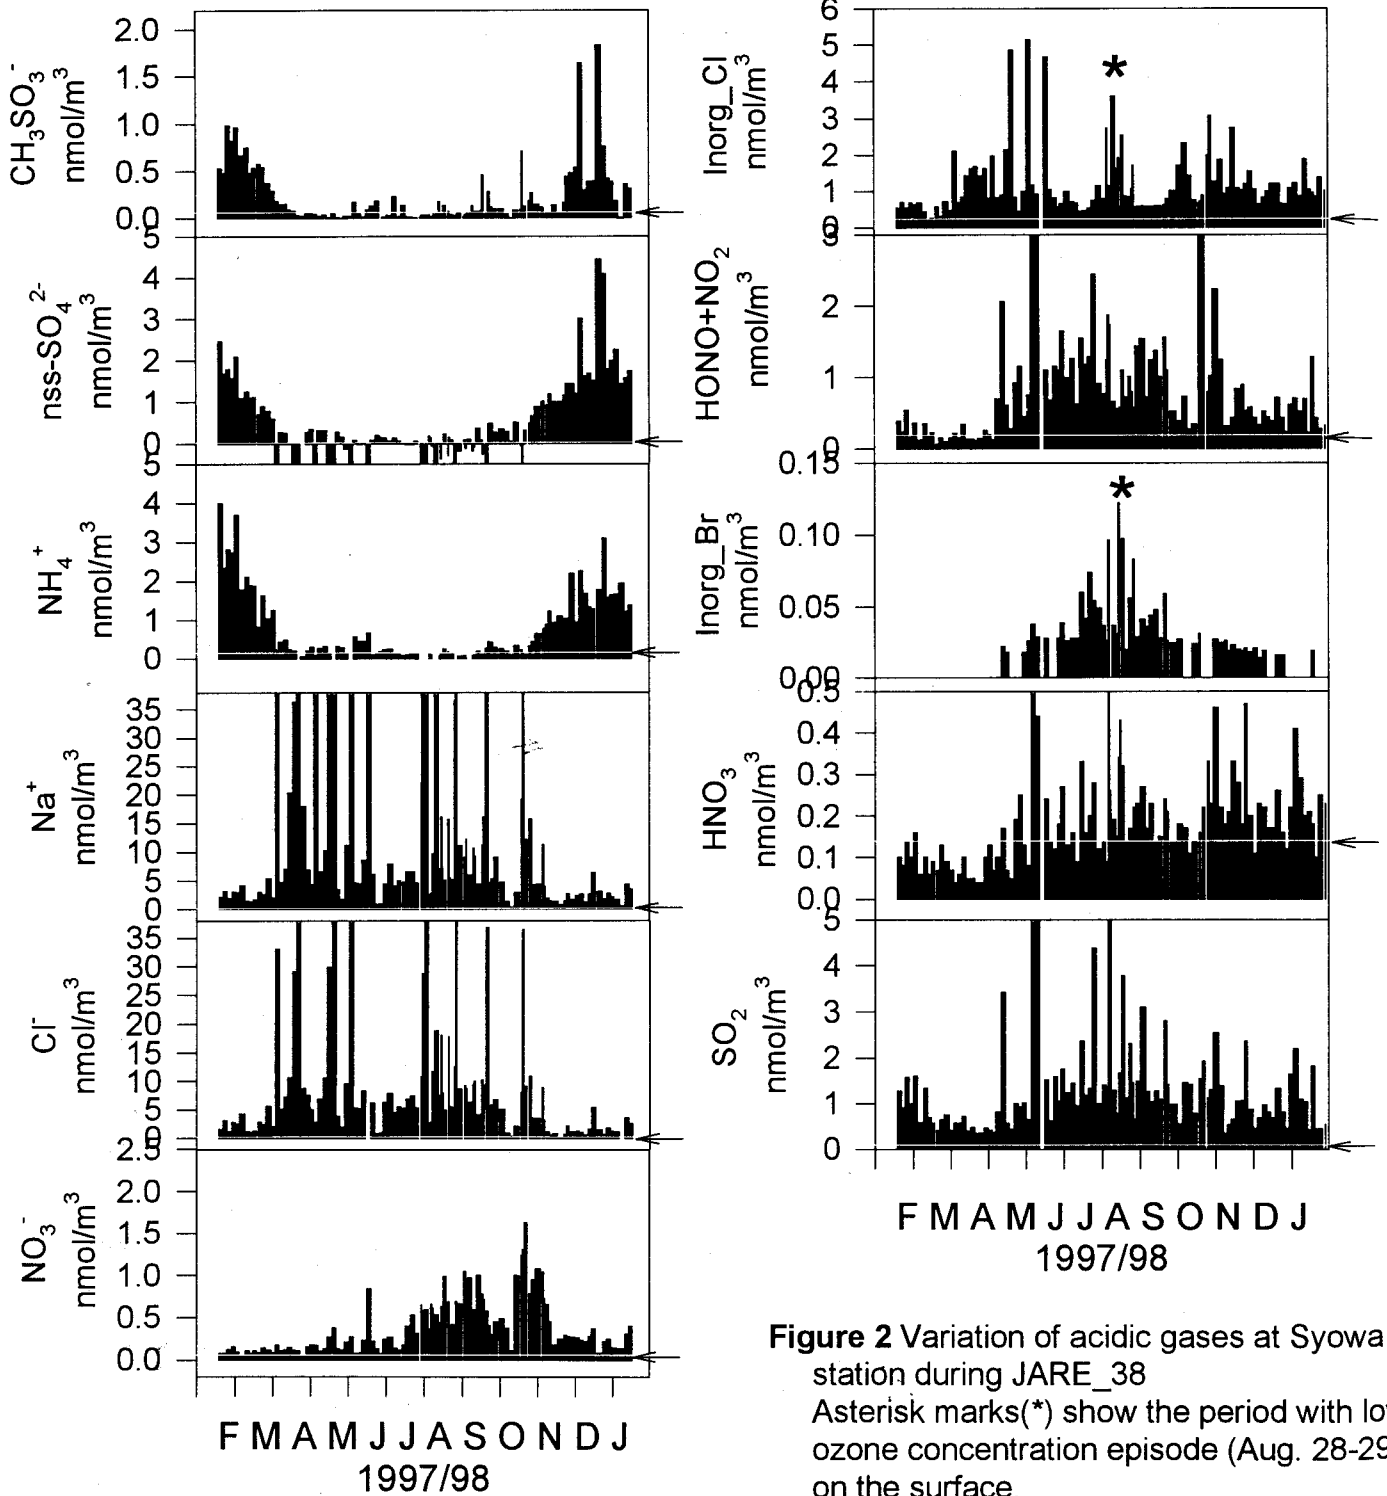 CH3SO3-
nmol/m3
2.0
1.5
1.0
0.5
0.0
nss-SO4 2-
nmol/m3
5
4
3
2
1
0
NH4+
nmol/m3
5
4
3
2
1
0
Na+
nmol/m3
35
30
25
20
15
10
5
0
Cl-
nmol/m3
35
30
25
20
15
10
5
0
NO3-
nmol/m3
2.5
2.0
1.5
1.0
0.5
0.0
F M A M J J A S O N D J
1997/98
Inorg_Cl
nmol/m3
6
5
4
3
2
1
0
*
HONO+NO2
nmol/m3
3
2
1
0
Inorg_Br
nmol/m3
0.15
0.10
0.05
0.00
*
HNO3
nmol/m3
0.5
0.4
0.3
0.2
0.1
0.0
SO2
nmol/m3
5
4
3
2
1
0
F M A M J J A S O N D J
1997/98
Figure 2 Variation of acidic gases at Syowa
station during JARE_38
Asterisk marks(*) show the period with
ozone concentration episode (Aug. 28-29
on the surface